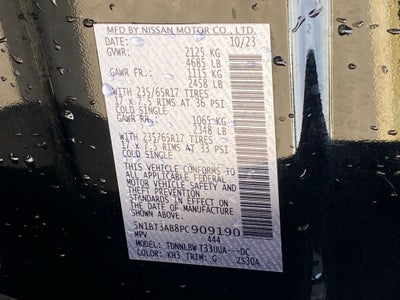 MFD BY NISSAN MOTOR CO., LTD.
DATE: 10/23
GVWR: 2125 KG
4685 LB
GAWR FR.: 1115 KG
2458 LB
WITH 235/65R17 TIRES
17 x 7.5 RIMS AT 36 PSI
COLD SINGLE
GAWR RR.: 1065 KG
2348 LB
WITH 235/65R17 TIRES
17 x 7.5 RIMS AT 33 PSI
COLD SINGLE
THIS VEHICLE CONFORMS TO
ALL APPLICABLE FEDERAL
MOTOR VEHICLE SAFETY AND
THEFT PREVENTION
STANDARDS IN EFFECT ON
THE DATE OF MANUFACTURE
SHOWN ABOVE.
5N1BT3AB8PC909190
MPV 444
TDNNLBW T33UUA---DC
COLOR: KH3 TRIM: G 2530A